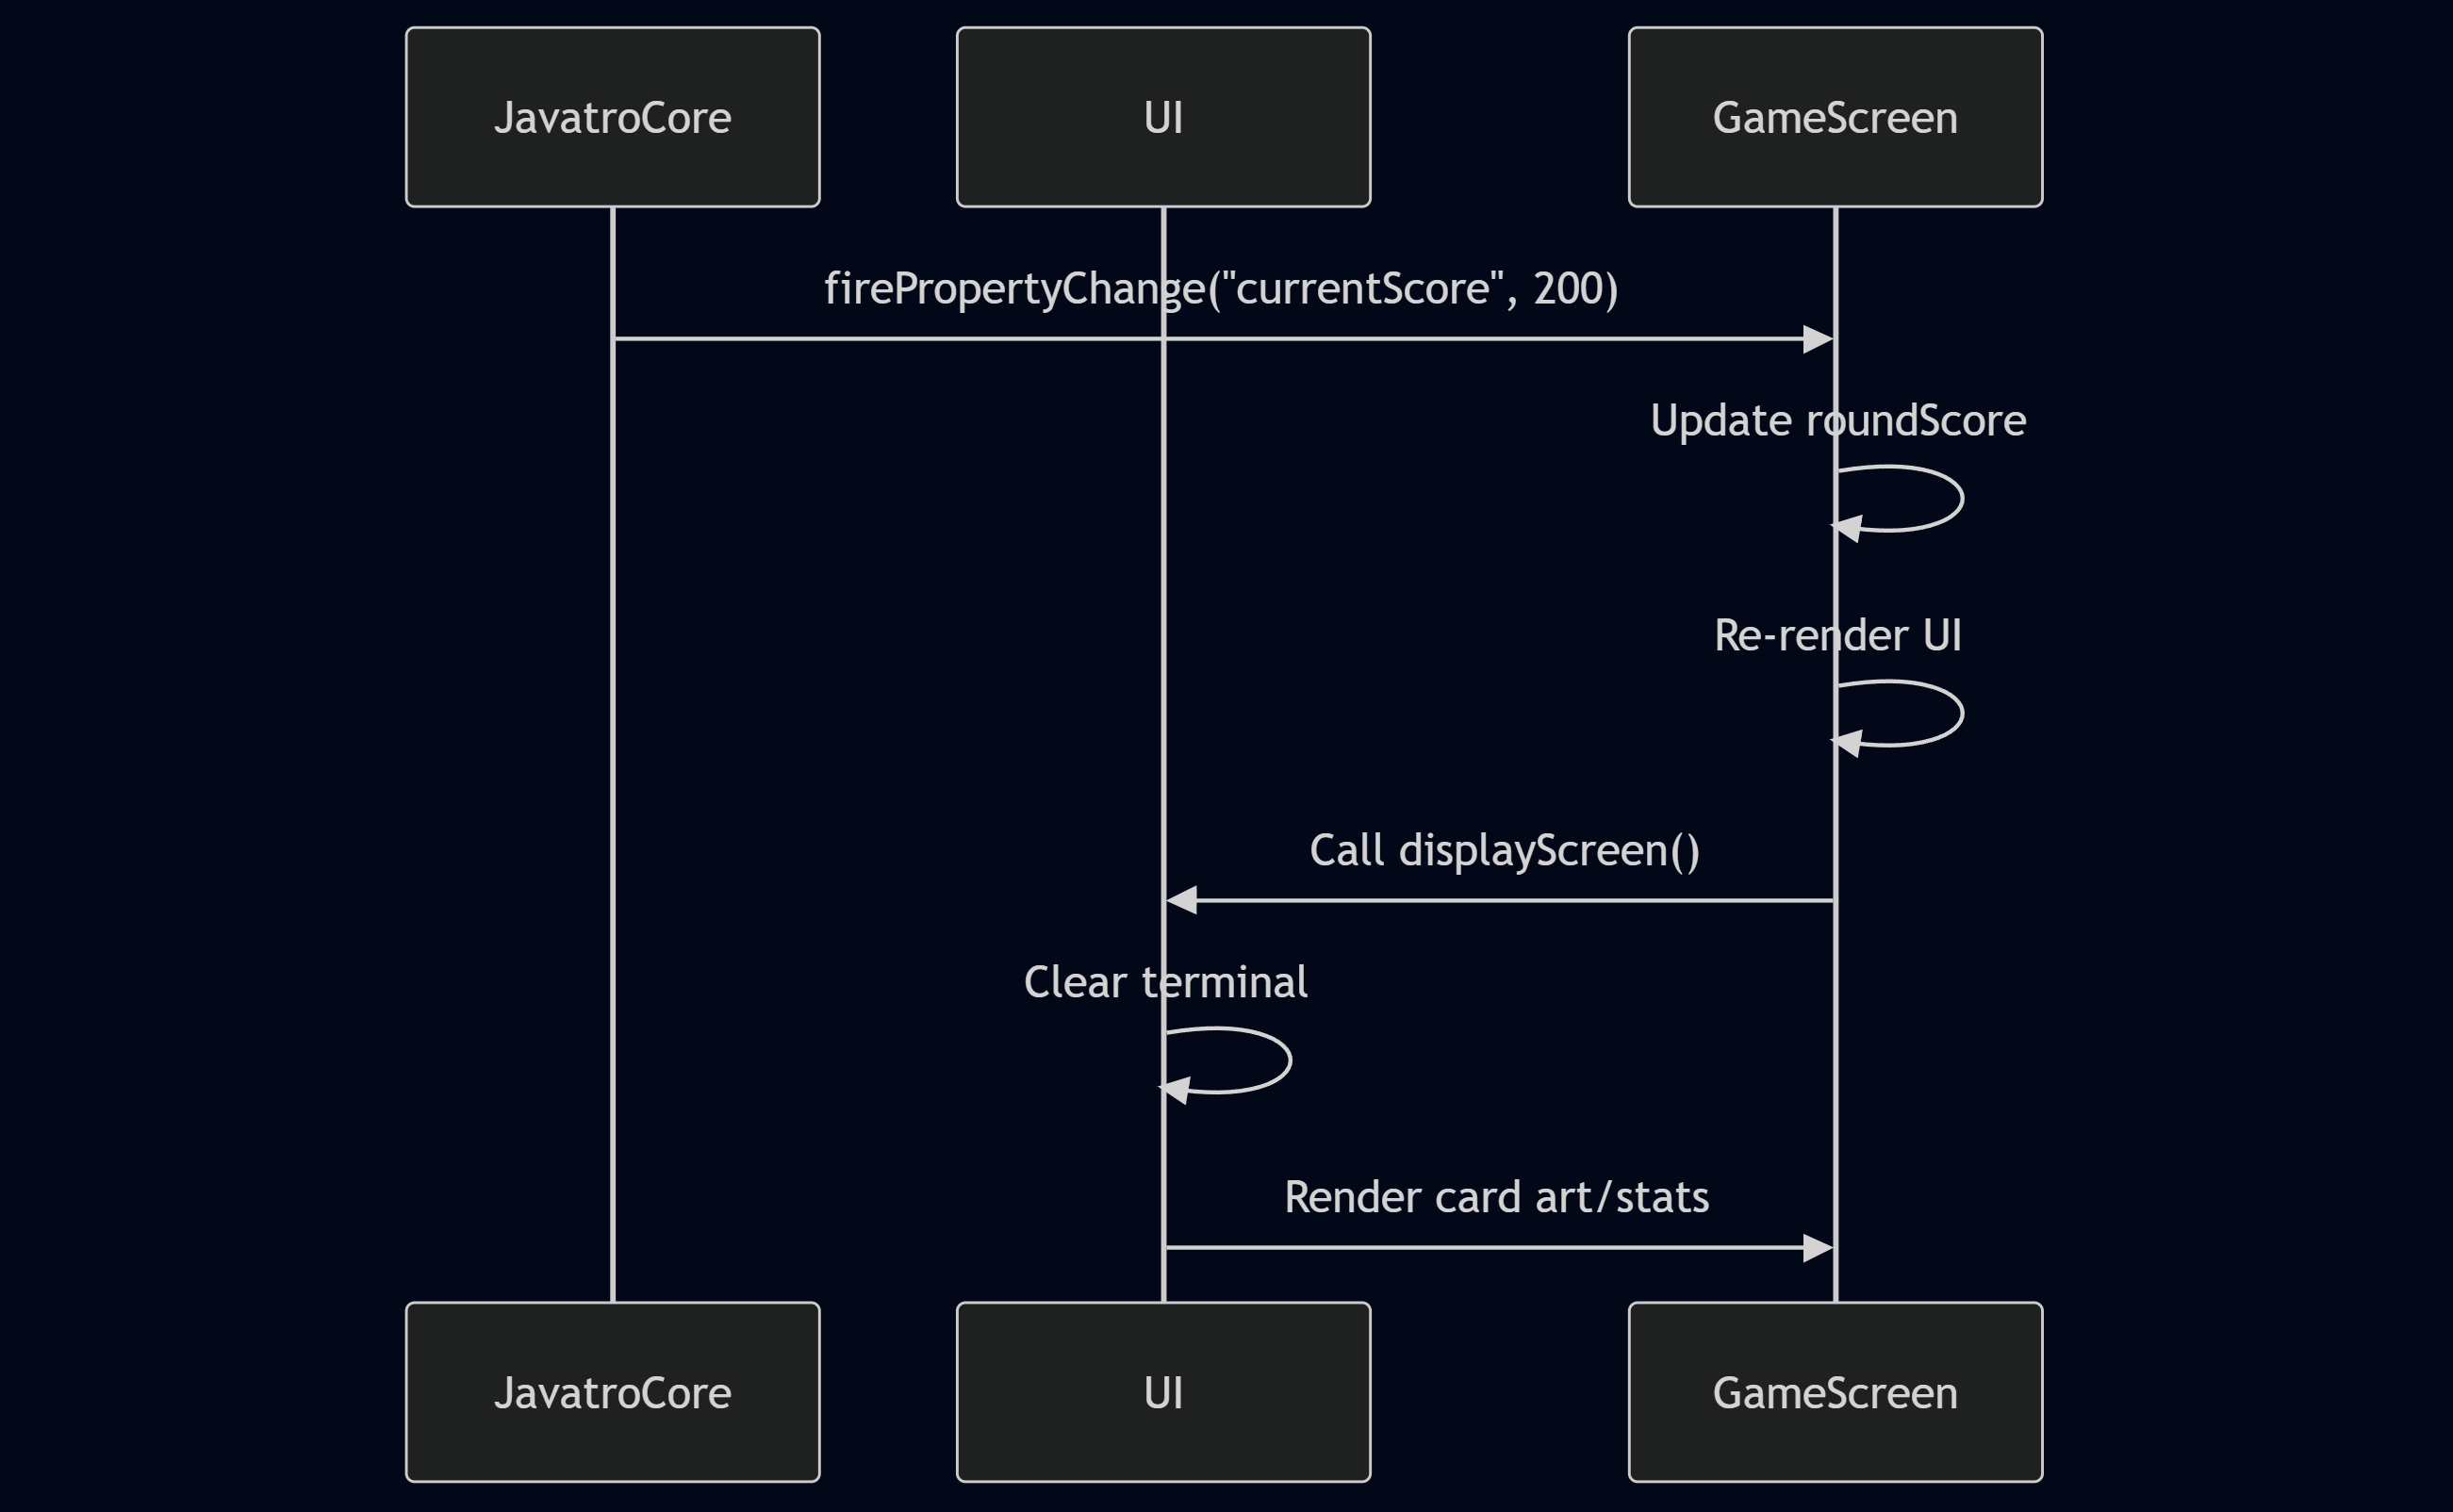 JavatroCore
UI
GameScreen
firePropertyChange("currentScore", 200)
Update roundScore
Re-render UI
Call displayScreen()
Clear terminal
Render card art/stats
JavatroCore
UI
GameScreen